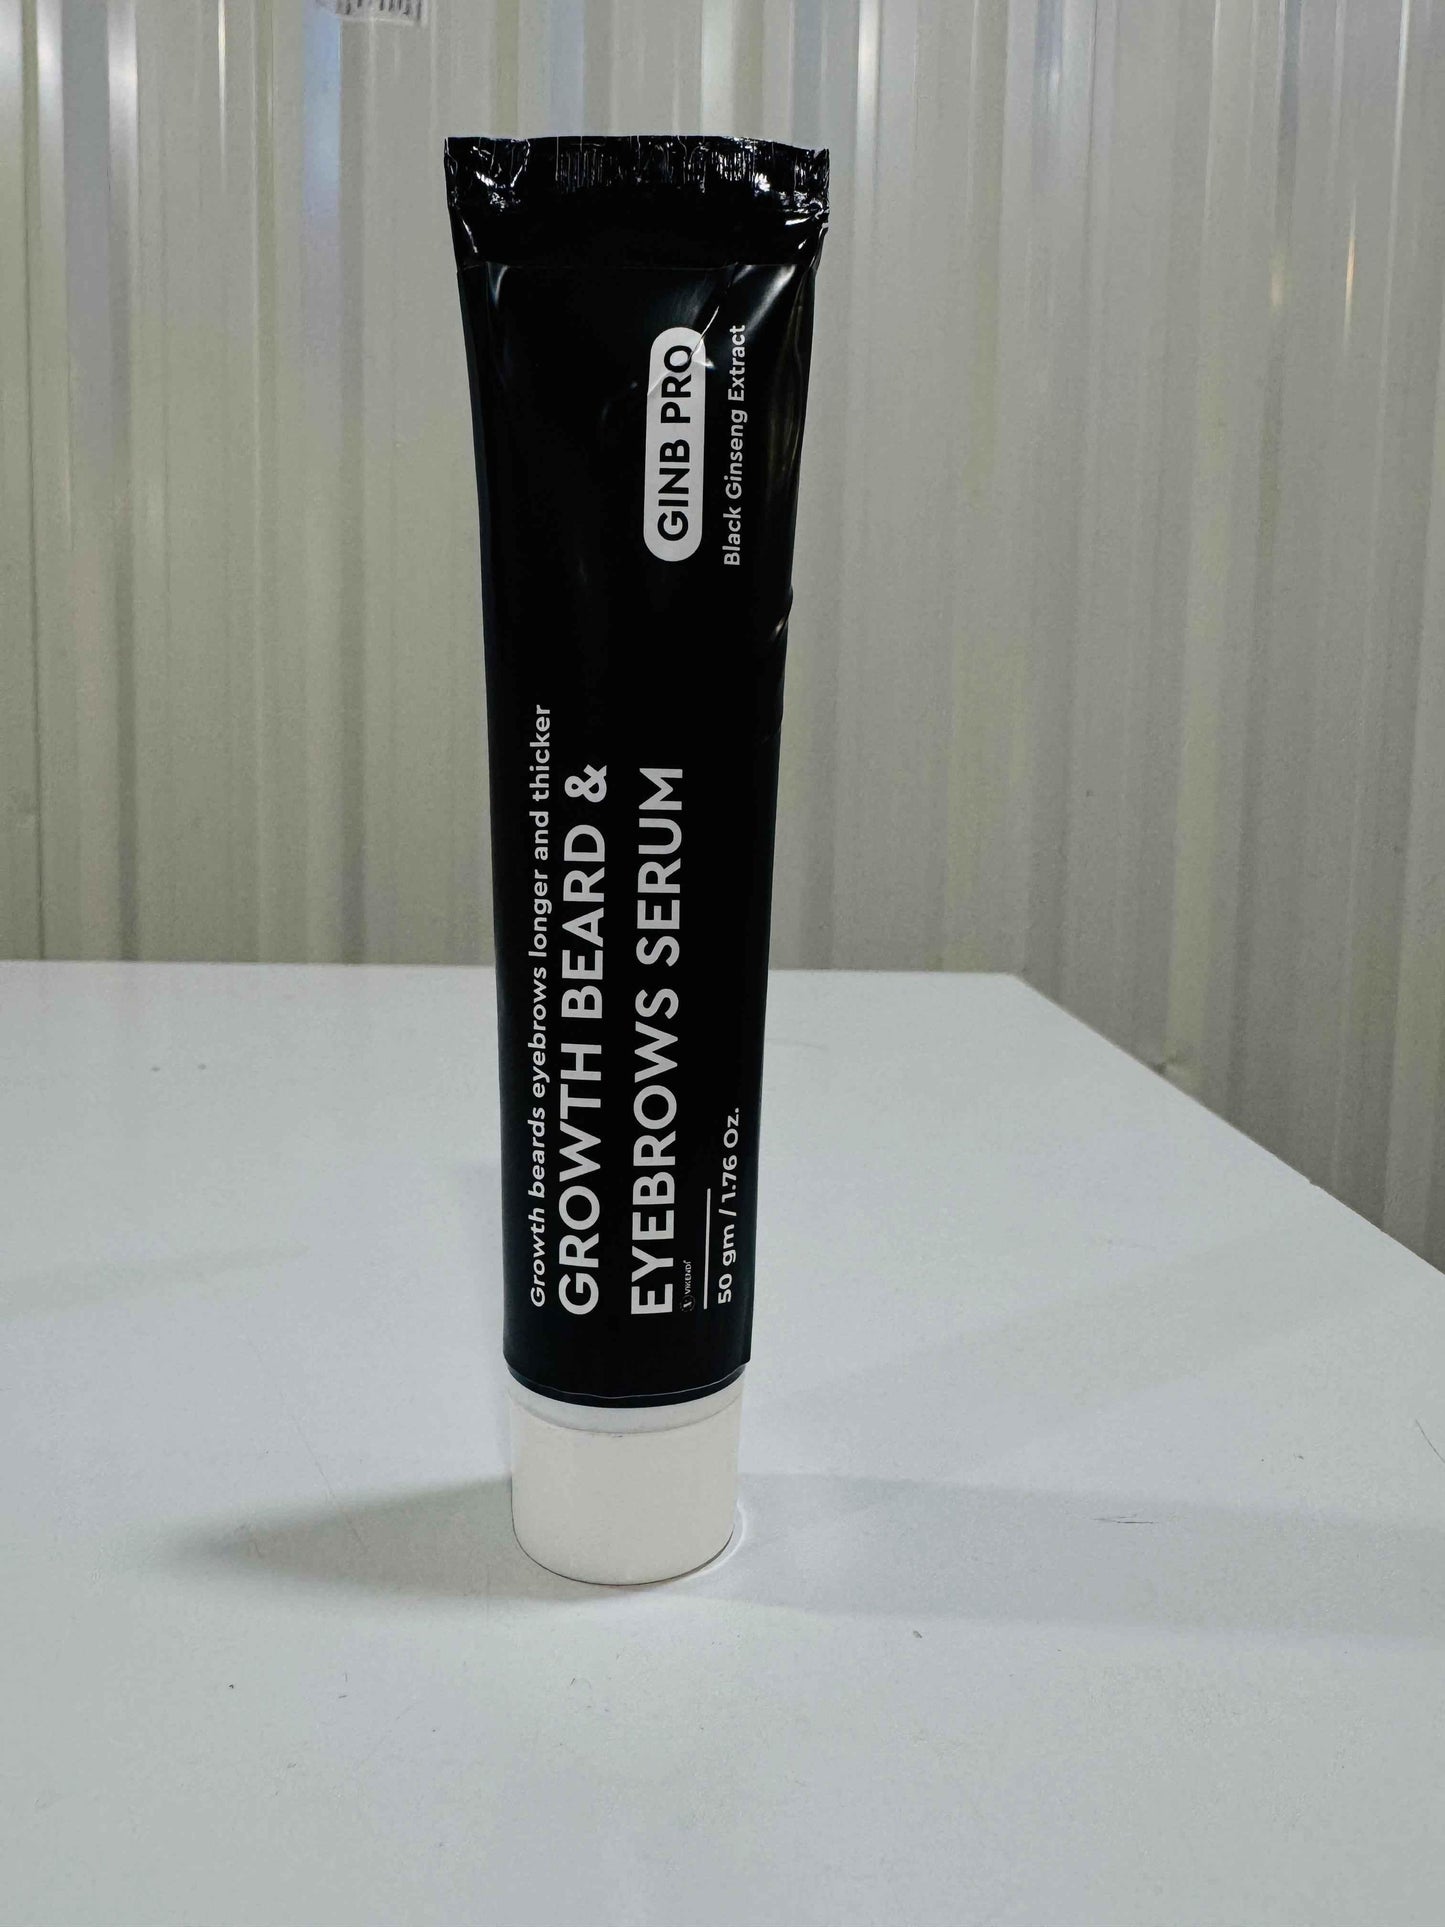 Growth beards eyebrows longer and thicker
GROWTH BEARD &
EYEBROWS SERUM
VIKENDI
50 gm / 1.76 Oz.
GINB PRO
Black Ginseng Extract